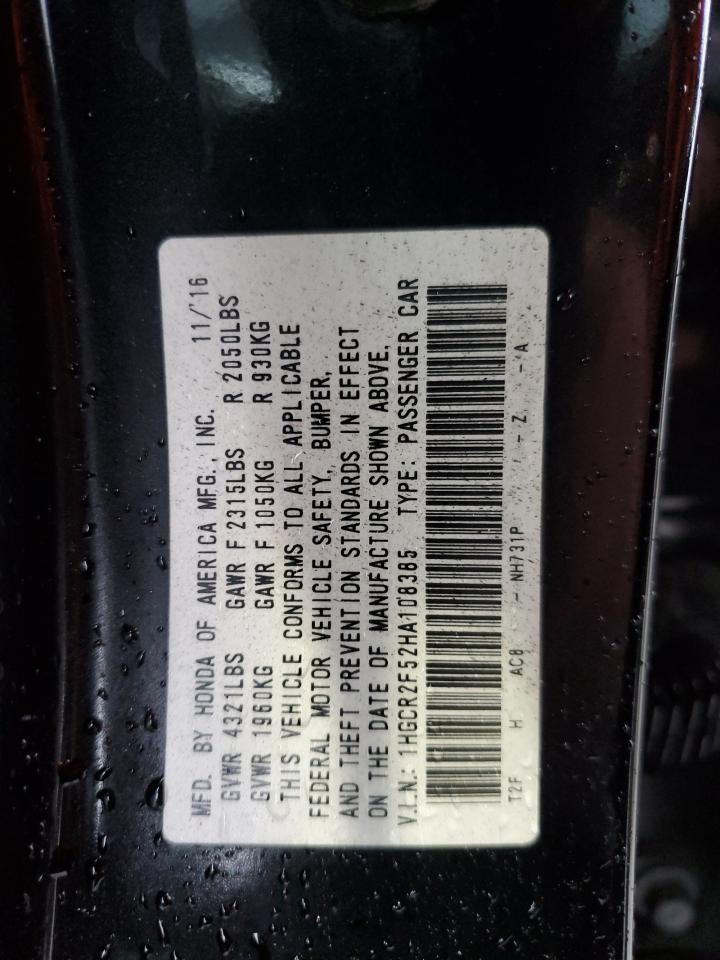 MFD. BY HONDA OF AMERICA MFG., INC. 11/'16
GVWR 4321LBS GAWR F 2315LBS R 2050LBS
GVWR 1960KG GAWR F 1050KG R 930KG
THIS VEHICLE CONFORMS TO ALL APPLICABLE
FEDERAL MOTOR VEHICLE SAFETY, BUMPER,
AND THEFT PREVENTION STANDARDS IN EFFECT
ON THE DATE OF MANUFACTURE SHOWN ABOVE.
V.I.N.: 1HGCR2F52HA108385 TYPE: PASSENGER CAR
T2F H AC8 - NH731P - Z - A